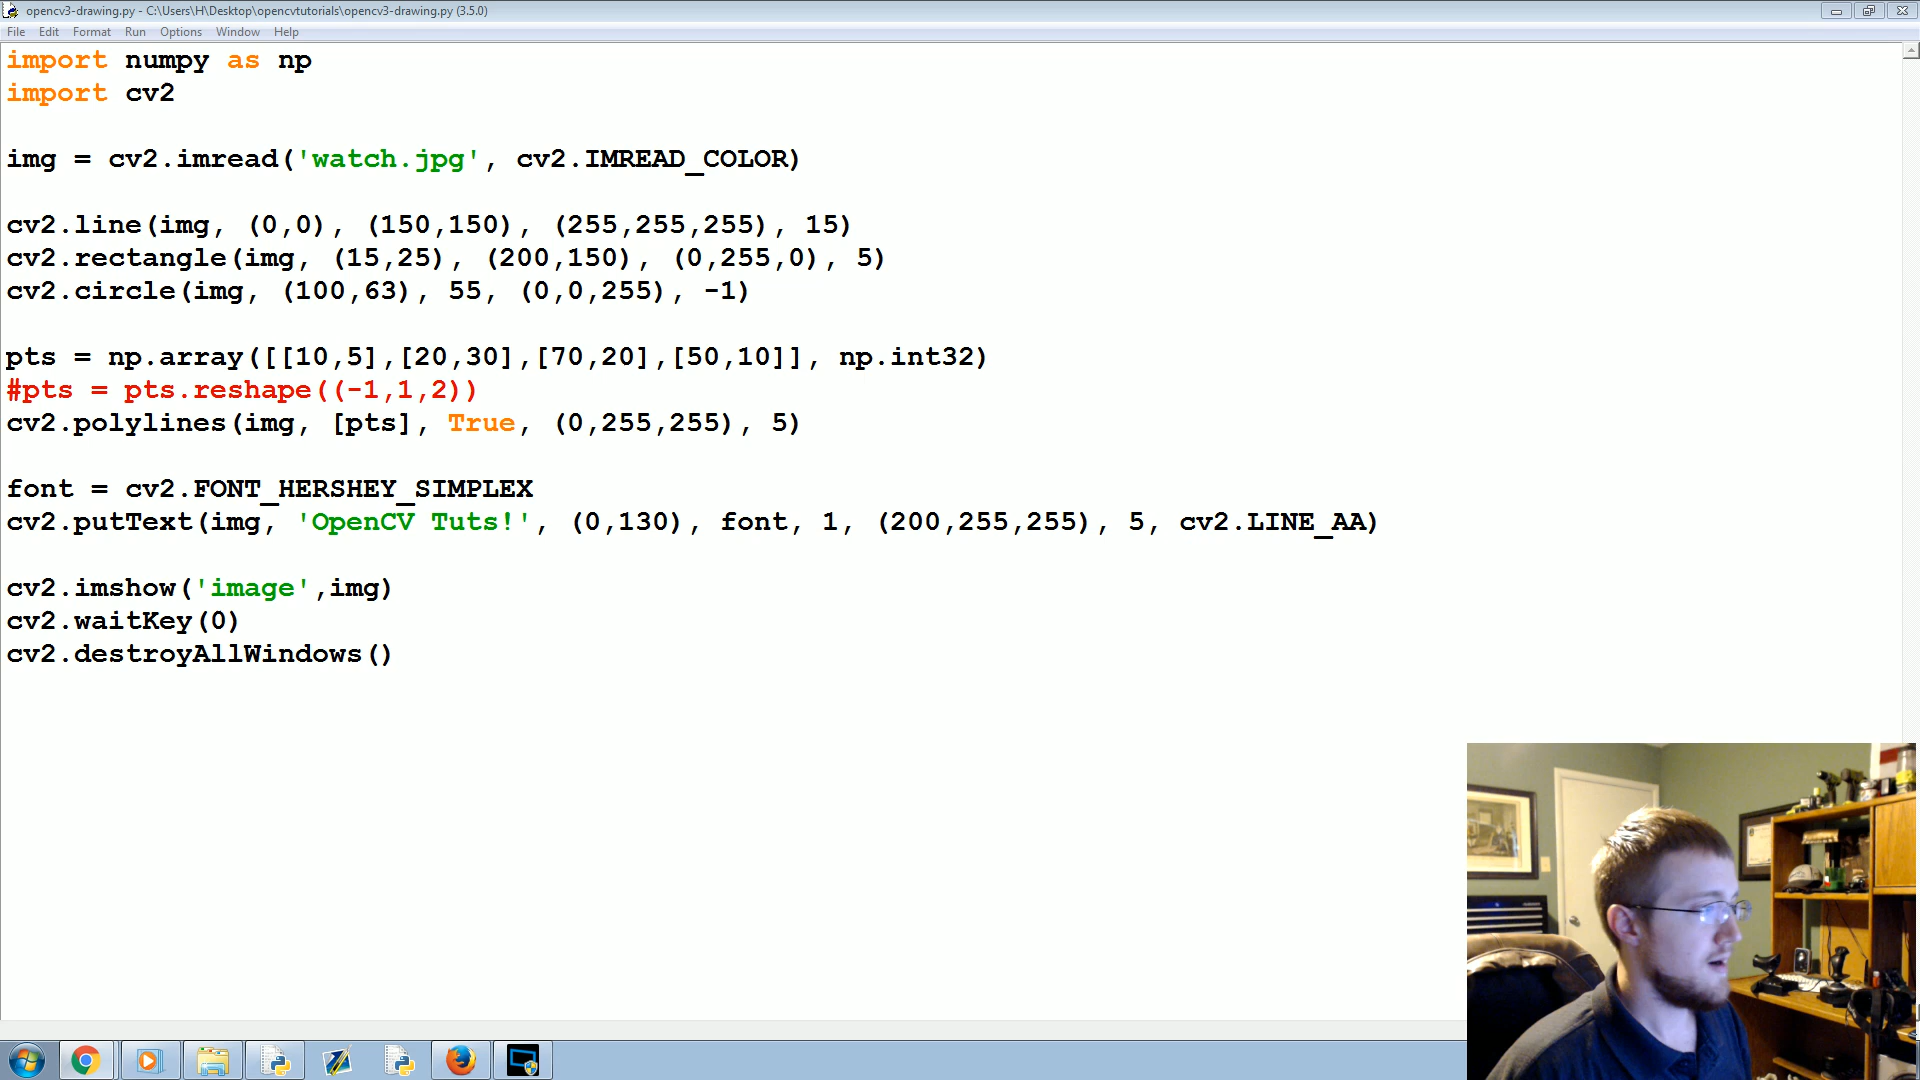 opencv3-drawing.py - C:\Users\H\Desktop\opencvtutorials\opencv3-drawing.py (3.5.0)
File Edit Format Run Options Window Help
import numpy as np
import cv2
img = cv2.imread('watch.jpg', cv2.IMREAD_COLOR)
cv2.line(img, (0,0), (150,150), (255,255,255), 15)
cv2.rectangle(img, (15,25), (200,150), (0,255,0), 5)
cv2.circle(img, (100,63), 55, (0,0,255), -1)
pts = np.array([[10,5],[20,30],[70,20],[50,10]], np.int32)
#pts = pts.reshape((-1,1,2))
cv2.polylines(img, [pts], True, (0,255,255), 5)
font = cv2.FONT_HERSHEY_SIMPLEX
cv2.putText(img, 'OpenCV Tuts!', (0,130), font, 1, (200,255,255), 5, cv2.LINE_AA)
cv2.imshow('image',img)
cv2.waitKey(0)
cv2.destroyAllWindows()